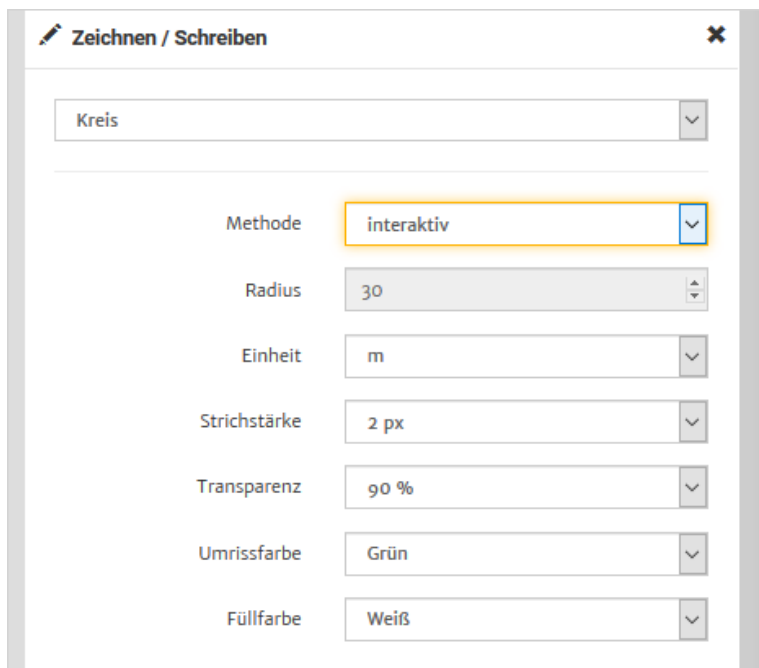 Zeichnen / Schreiben
Kreis
Methode interaktiv
Radius 30
Einheit m
Strichstärke 2 px
Transparenz 90 %
Umrissfarbe Grün
Füllfarbe Weiß